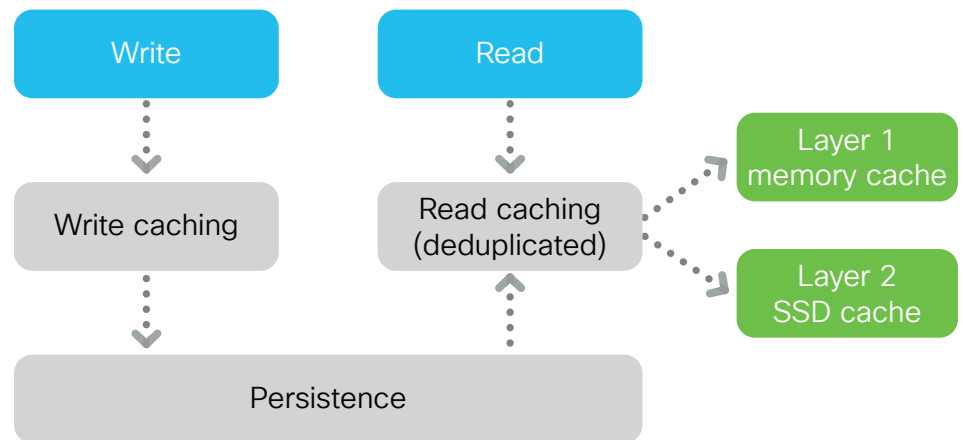 Write
Read
Layer 1
memory cache
Write caching
Read caching
(deduplicated)
Layer 2
SSD cache
Persistence